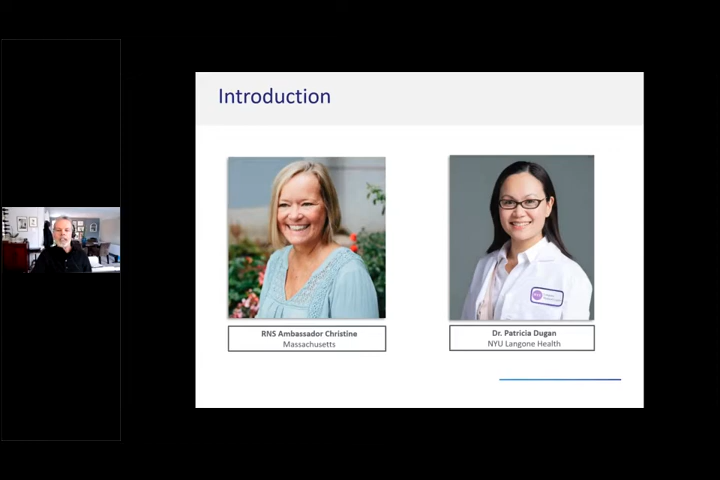 Introduction
RNS Ambassador Christine
Massachusetts
Dr. Patricia Dugan
NYU Langone Health